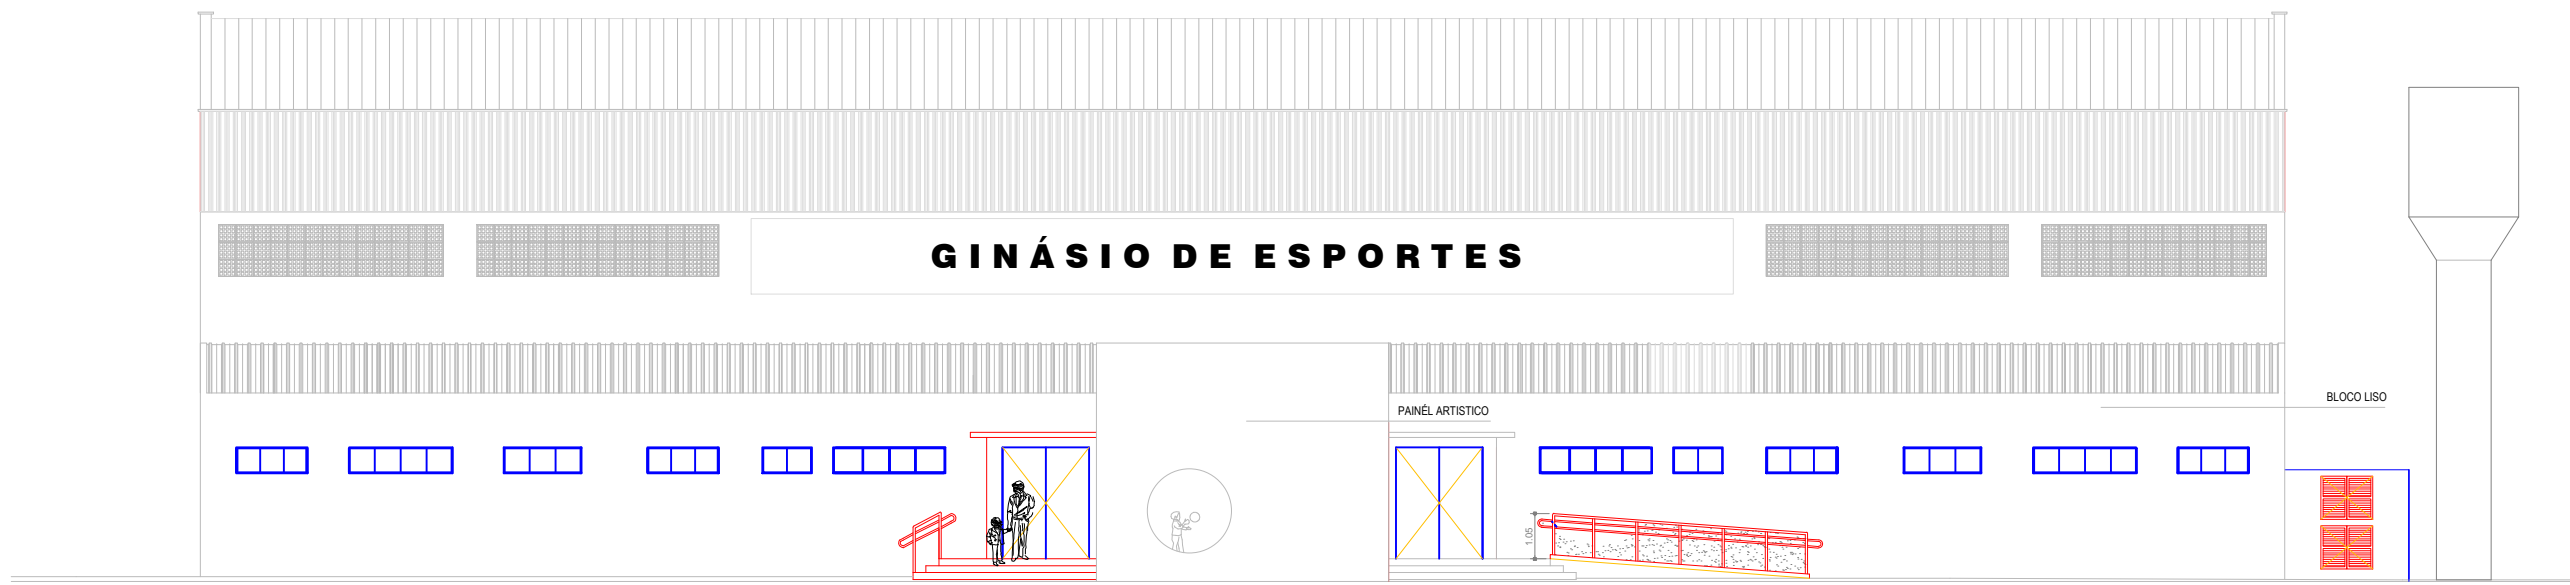 GINÁSIO DE ESPORTES
BLOCO LISO
PAINÉL ARTISTICO
1.05